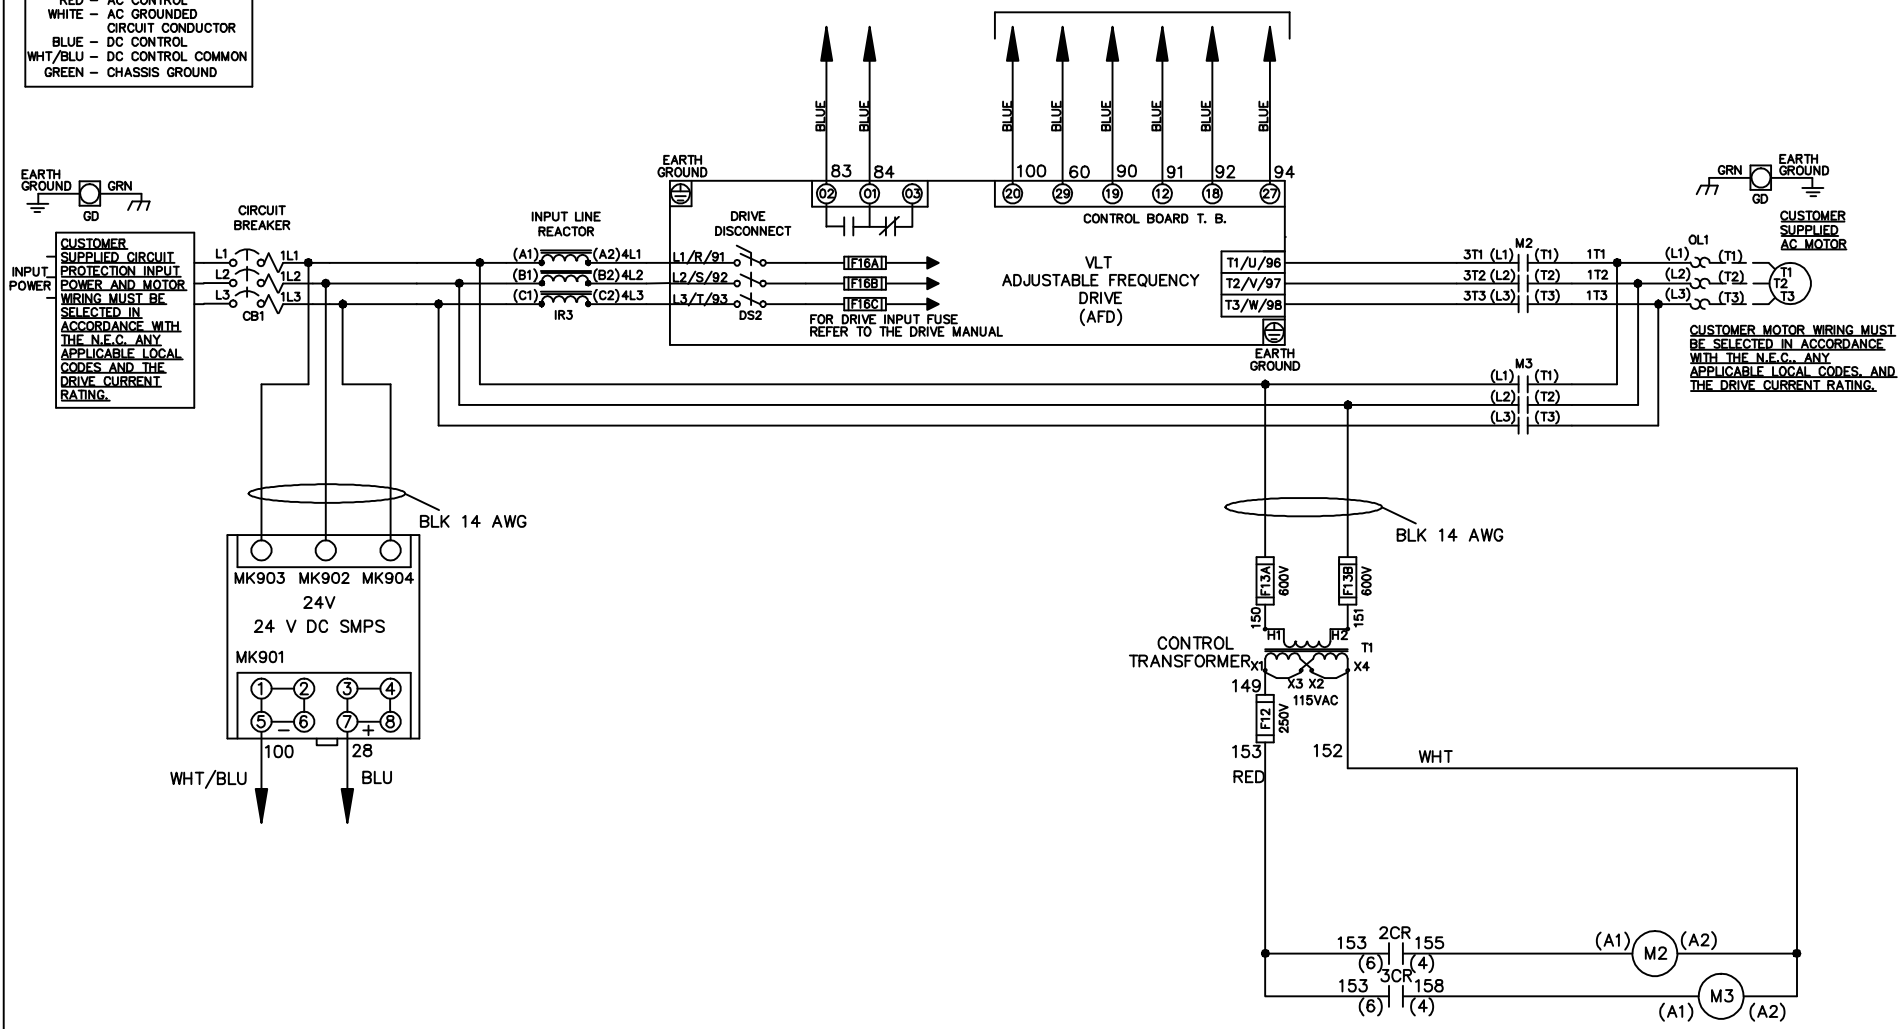 RED – AC CONTROL
WHITE – AC GROUNDED
CIRCUIT CONDUCTOR
BLUE – DC CONTROL
WHT/BLU – DC CONTROL COMMON
GREEN – CHASSIS GROUND
BLUE
BLUE
BLUE
BLUE
BLUE
BLUE
BLUE
BLUE
83
84
100
60
90
91
92
94
EARTH
GROUND
GRN
GD
EARTH
GROUND
02
01
03
20
29
19
12
18
27
CONTROL BOARD T. B.
GRN
EARTH
GROUND
GD
CUSTOMER
SUPPLIED
AC MOTOR
INPUT
POWER
CUSTOMER
SUPPLIED CIRCUIT
PROTECTION INPUT
POWER AND MOTOR
WIRING MUST BE
SELECTED IN
ACCORDANCE WITH
THE N.E.C. ANY
APPLICABLE LOCAL
CODES AND THE
DRIVE CURRENT
RATING.
CIRCUIT
BREAKER
L1
1L1
L2
1L2
L3
1L3
CB1
INPUT LINE
REACTOR
(A1)
(A2)
4L1
(B1)
(B2)
4L2
(C1)
(C2)
4L3
IR3
L1/R/91
L2/S/92
L3/T/93
DRIVE
DISCONNECT
DS2
F16A
F16B
F16C
FOR DRIVE INPUT FUSE
REFER TO THE DRIVE MANUAL
VLT
ADJUSTABLE FREQUENCY
DRIVE
(AFD)
T1/U/96
T2/V/97
T3/W/98
EARTH
GROUND
M2
3T1 (L1) (T1) 1T1
3T2 (L2) (T2) 1T2
3T3 (L3) (T3) 1T3
OL1
(L1) (T1)
(L2) (T2)
(L3) (T3)
T1
T2
T3
CUSTOMER MOTOR WIRING MUST
BE SELECTED IN ACCORDANCE
WITH THE N.E.C., ANY
APPLICABLE LOCAL CODES, AND
THE DRIVE CURRENT RATING.
M3
(L1) (T1)
(L2) (T2)
(L3) (T3)
BLK 14 AWG
BLK 14 AWG
MK903 MK902 MK904
24V
24 V DC SMPS
MK901
1 2 3 4
5 6 7 8
– +
100
28
WHT/BLU
BLU
F13A
600V
F13B
600V
150
151
H1
H2
CONTROL
TRANSFORMER
T1
X1
X4
X3 X2
115VAC
149
F12
250V
153
152
RED
WHT
2CR
153
155
(6)
(4)
(A1)
M2
(A2)
3CR
153
158
(6)
(4)
(A1)
M3
(A2)